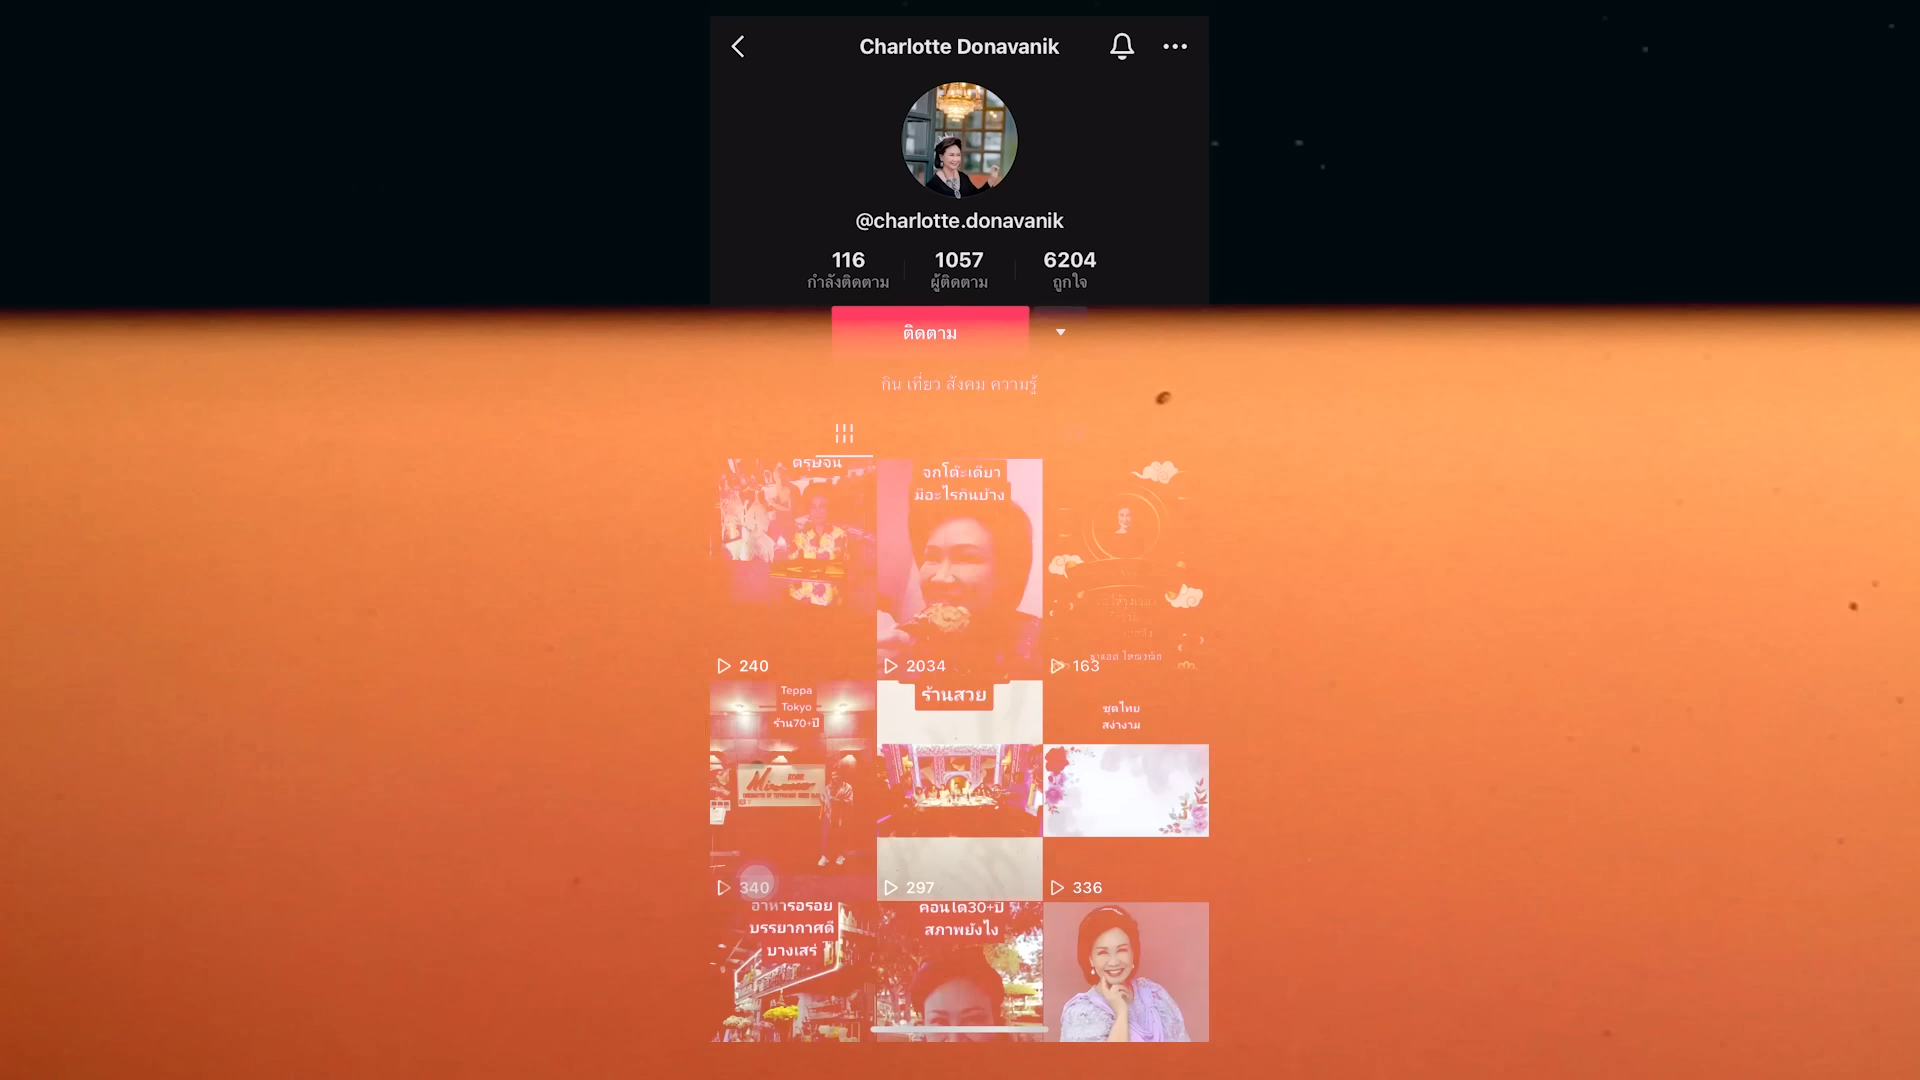 Charlotte Donavanik
@charlotte.donavanik
116 1057 6204
กำลังติดตาม ผู้ติดตาม ถูกใจ
ติดตาม
กิน เที่ยว สังคม ความรู้
ตรุษจีน
จกโต๊ะเดียว
มีอะไรกินบ้าง
240
2034
163
Teppa
Tokyo
ร้าน70+ปี
ร้านสวย
ชุดไทย
สง่างาม
340
297
336
อาหารอร่อย
บรรยากาศดี
บางเสร่
คอนโด30+ปี
สภาพยังไง